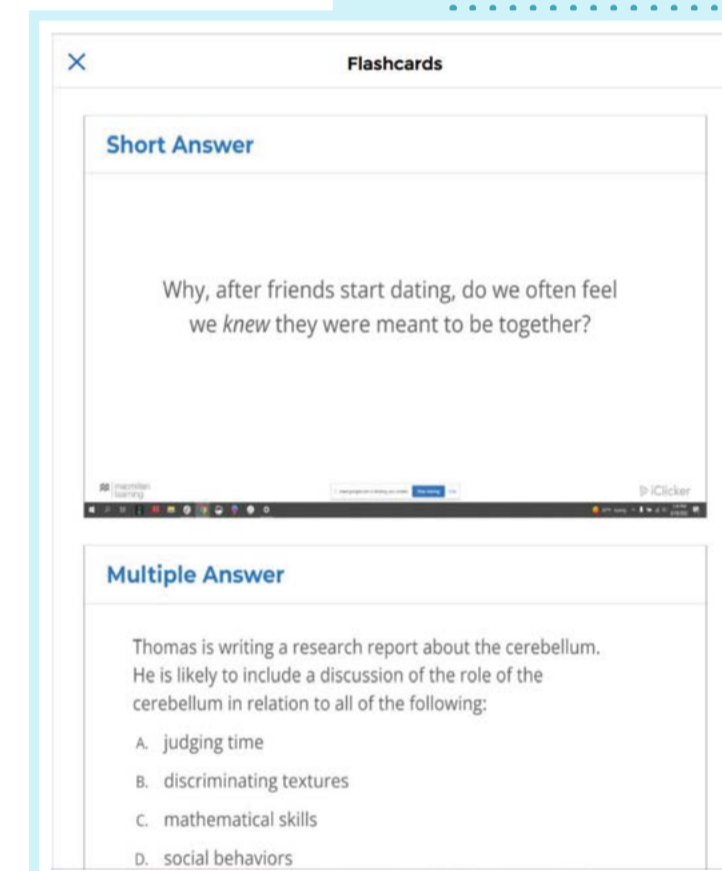 Flashcards
Short Answer
Why, after friends start dating, do we often feel
we knew they were meant to be together?
macmillan
learning
iClicker
Multiple Answer
Thomas is writing a research report about the cerebellum.
He is likely to include a discussion of the role of the
cerebellum in relation to all of the following:
A. judging time
B. discriminating textures
C. mathematical skills
D. social behaviors